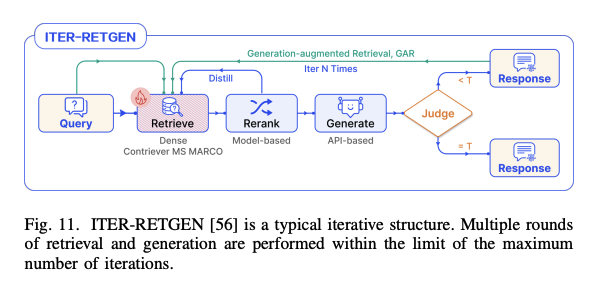 ITER-RETGEN
Generation-augmented Retrieval, GAR
Iter N Times
Distill
Query
Retrieve
Dense
Contriever MS MARCO
Rerank
Model-based
Generate
API-based
Judge
< T
Response
= T
Response
Fig. 11. ITER-RETGEN [56] is a typical iterative structure. Multiple rounds
of retrieval and generation are performed within the limit of the maximum
number of iterations.